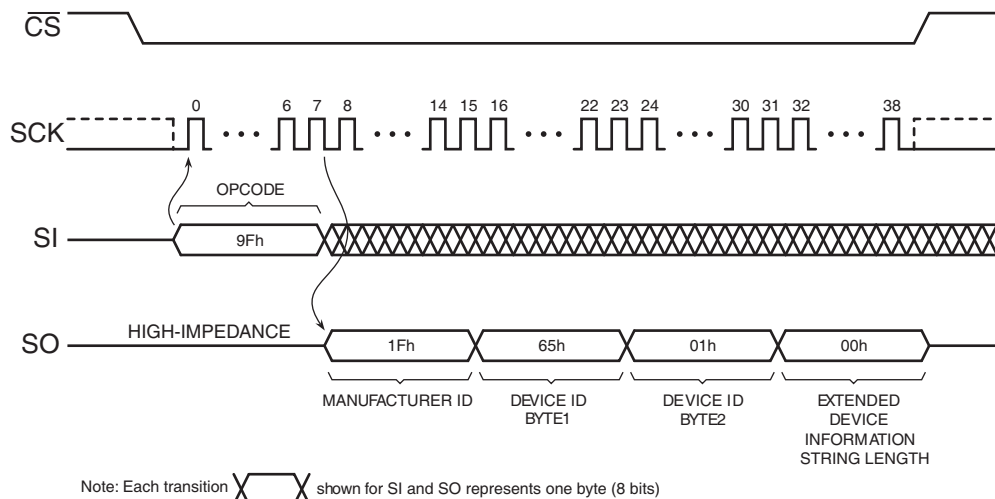 CS
0 6 7 8 14 15 16 22 23 24 30 31 32 38
SCK
OPCODE
SI
9Fh
HIGH-IMPEDANCE
SO
1Fh 65h 01h 00h
MANUFACTURER ID
DEVICE ID
BYTE1
DEVICE ID
BYTE2
EXTENDED
DEVICE
INFORMATION
STRING LENGTH
Note: Each transition shown for SI and SO represents one byte (8 bits)